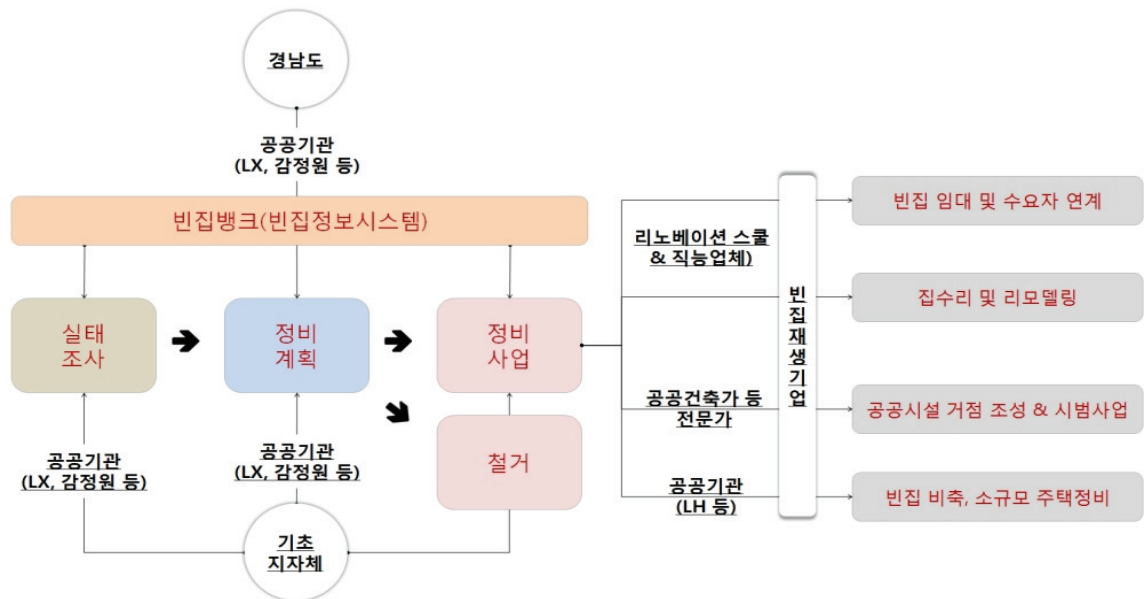 경남도
공공기관
(LX, 감정원 등)
빈집뱅크(빈집정보시스템)
실태
조사
정비
계획
정비
사업
철거
공공기관
(LX, 감정원 등)
공공기관
(LX, 감정원 등)
기초
지자체
리노베이션 스쿨
& 직능업체)
공공건축가 등
전문가
공공기관
(LH 등)
빈집재생기업
빈집 임대 및 수요자 연계
집수리 및 리모델링
공공시설 거점 조성 & 시범사업
빈집 비축, 소규모 주택정비